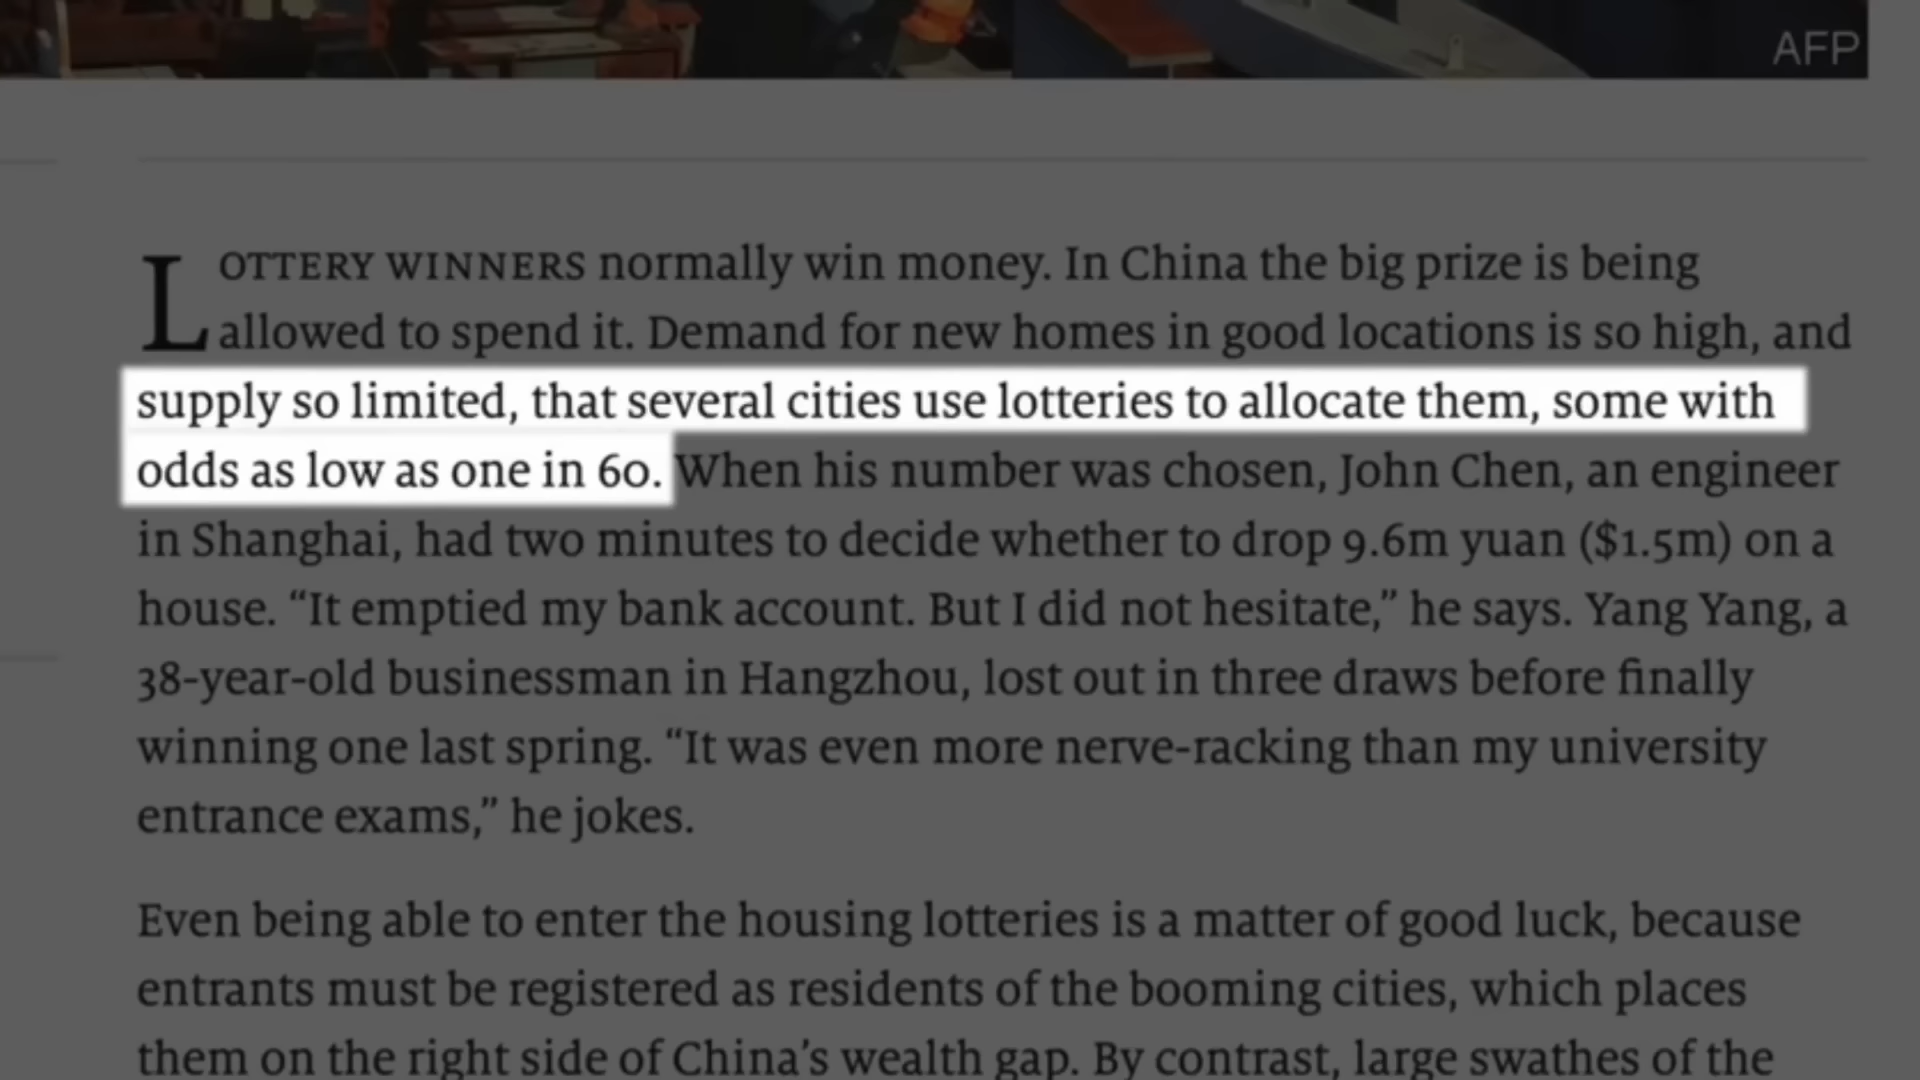 AFP
LOTTERY WINNERS normally win money. In China the big prize is being
allowed to spend it. Demand for new homes in good locations is so high, and
supply so limited, that several cities use lotteries to allocate them, some with
odds as low as one in 60. When his number was chosen, John Chen, an engineer
in Shanghai, had two minutes to decide whether to drop 9.6m yuan ($1.5m) on a
house. “It emptied my bank account. But I did not hesitate,” he says. Yang Yang, a
38-year-old businessman in Hangzhou, lost out in three draws before finally
winning one last spring. “It was even more nerve-racking than my university
entrance exams,” he jokes.
Even being able to enter the housing lotteries is a matter of good luck, because
entrants must be registered as residents of the booming cities, which places
them on the right side of China’s wealth gap. By contrast, large swathes of the